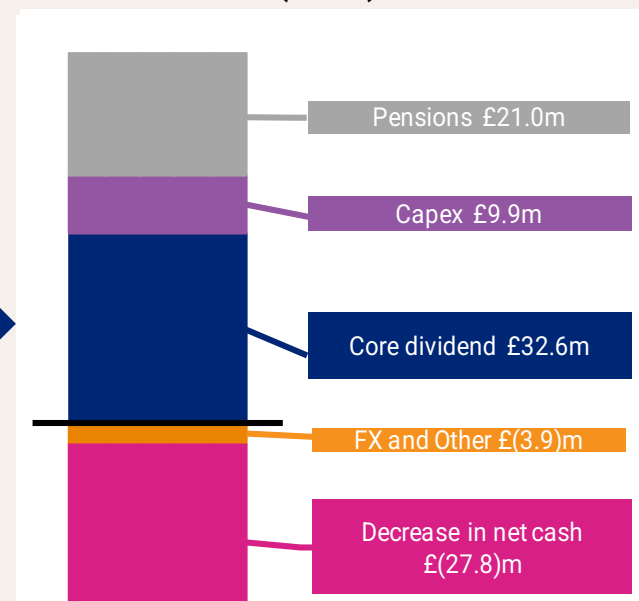 Pensions £21.0m
Capex £9.9m
Core dividend £32.6m
FX and Other £(3.9)m
Decrease in net cash
£(27.8)m